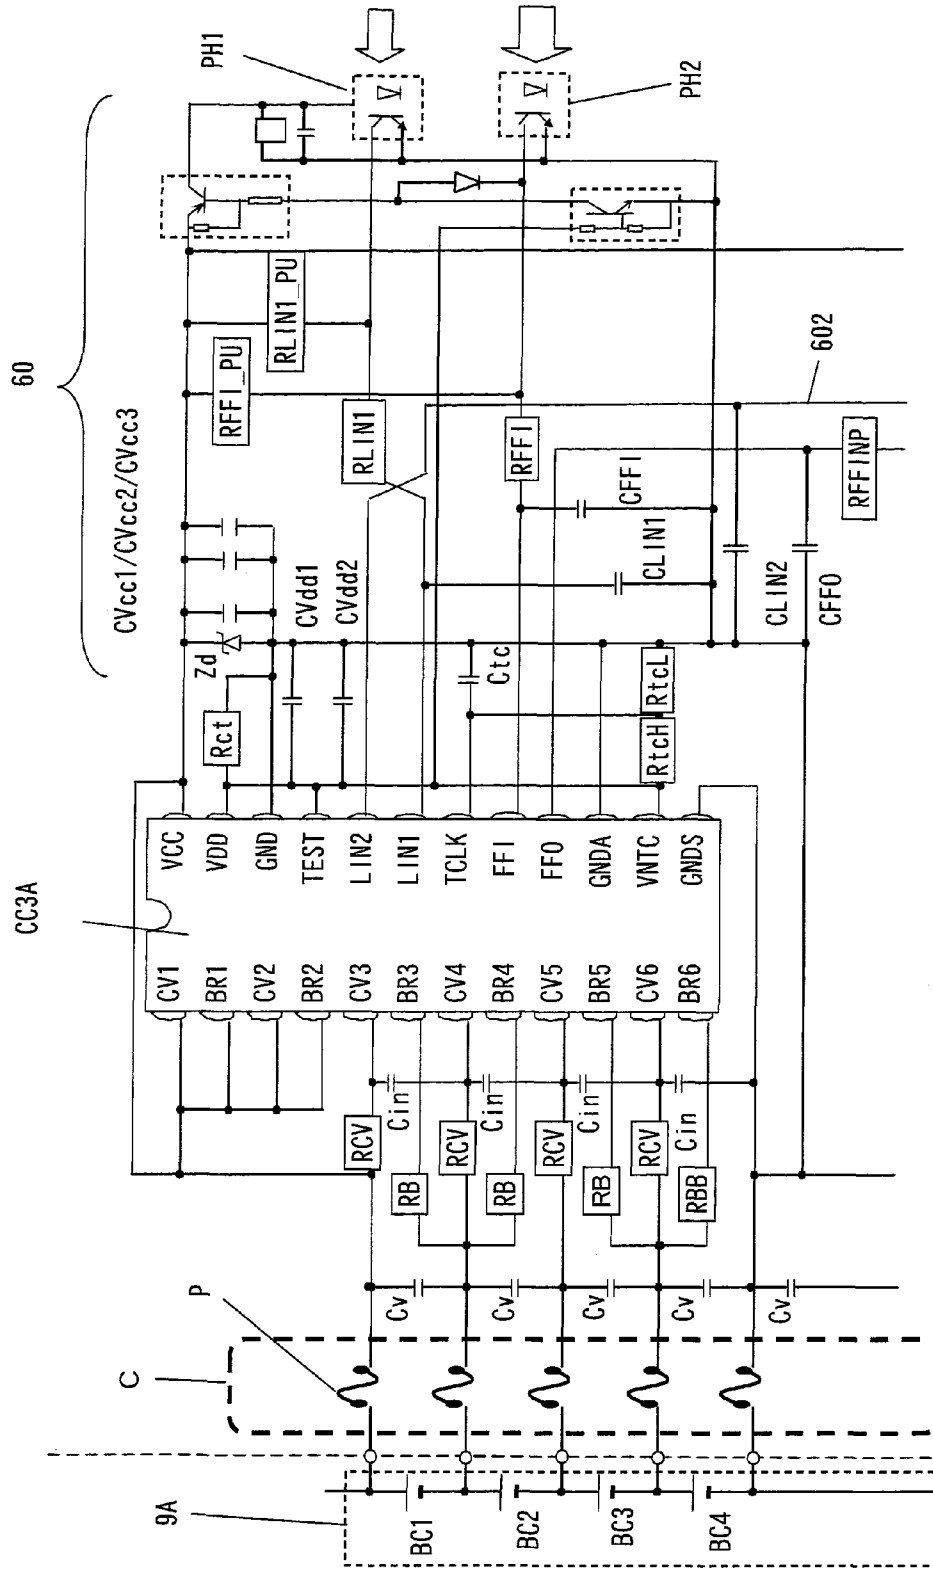 60
CVcc1/CVcc2/CVcc3
PH1
PH2
RLIN1_PU
RFFI_PU
RLIN1
RFFI
602
CFFI
CLIN1
RFFINP
CLIN2
CFFO
Zd
CVdd1
CVdd2
Ctc
RtcL
RtcH
Rct
CC3A
VCC
VDD
GND
TEST
LIN2
LIN1
TCLK
FFI
FFO
GNDA
VNTC
GNDS
CV1
BR1
CV2
BR2
CV3
BR3
CV4
BR4
CV5
BR5
CV6
BR6
RCV
Cin
RB
RCV
Cin
RB
RCV
Cin
RB
RCV
Cin
RBB
P
Cv
Cv
Cv
Cv
Cv
C
9A
BC1
BC2
BC3
BC4